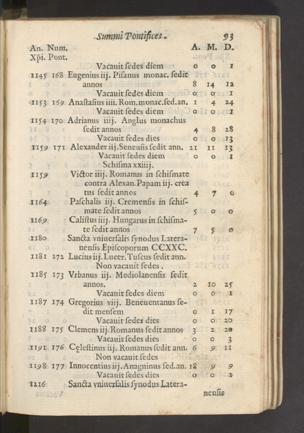 Summi Pontifices. 93
An. Num. A. M. D.
Xpi. Pont.
Vacauit sedes diem 0 0 1
1145 168 Eugenius iij. Pisanus monac. sedit
annos 8 14 12
Vacauit sedes diem 0 0 1
1153 169 Anastasius iiij. Rom. monac. sed. an. 1 4 24
Vacauit sedes diem 0 0 1
1154 170 Adrianus iiij. Anglus monachus
sedit annos 4 8 28
Vacauit sedes dies 0 0 13
1159 171 Alexander iij. Senensis sedit ann. 21 11 13
Vacauit sedes diem 0 0 1
Schisma xxiiij.
1159 Victor iiij. Romanus in schismate
contra Alexan. Papam iij. crea
tus sedit annos 4 7 0
1164 Paschalis iij. Cremensis in schis-
mate sedit annos 5 0 0
1169 Calistus iij. Hungarus in schisma-
te sedit annos 7 5 0
1180 Sancta vniuersalis synodus Latera-
nensis Episcoporum CCXXC.
1181 172 Lucius iij. Lucen. Tuscus sedit ann.
Non vacauit sedes.
1185 173 Vrbanus iij. Mediolanensis sedit
annos. 2 10 25
Vacauit sedes diem 0 0 1
1187 174 Gregorius viij. Beneuentanus se-
dit mensem 0 1 17
Vacauit sedes dies 0 0 20
1188 175 Clemens iij. Romanus sedit annos 3 2 20
Vacauit sedes dies 0 0 3
1191 176 Cęlestinus iij. Romanus sedit ann. 6 9 11
Non vacauit sedes
1198 177 Innocentius iij. Anagninus sed. an. 18 9 9
Vacauit sedes dies 0 0 2
1216 Sancta vniuersalis synodus Latera-
nensis